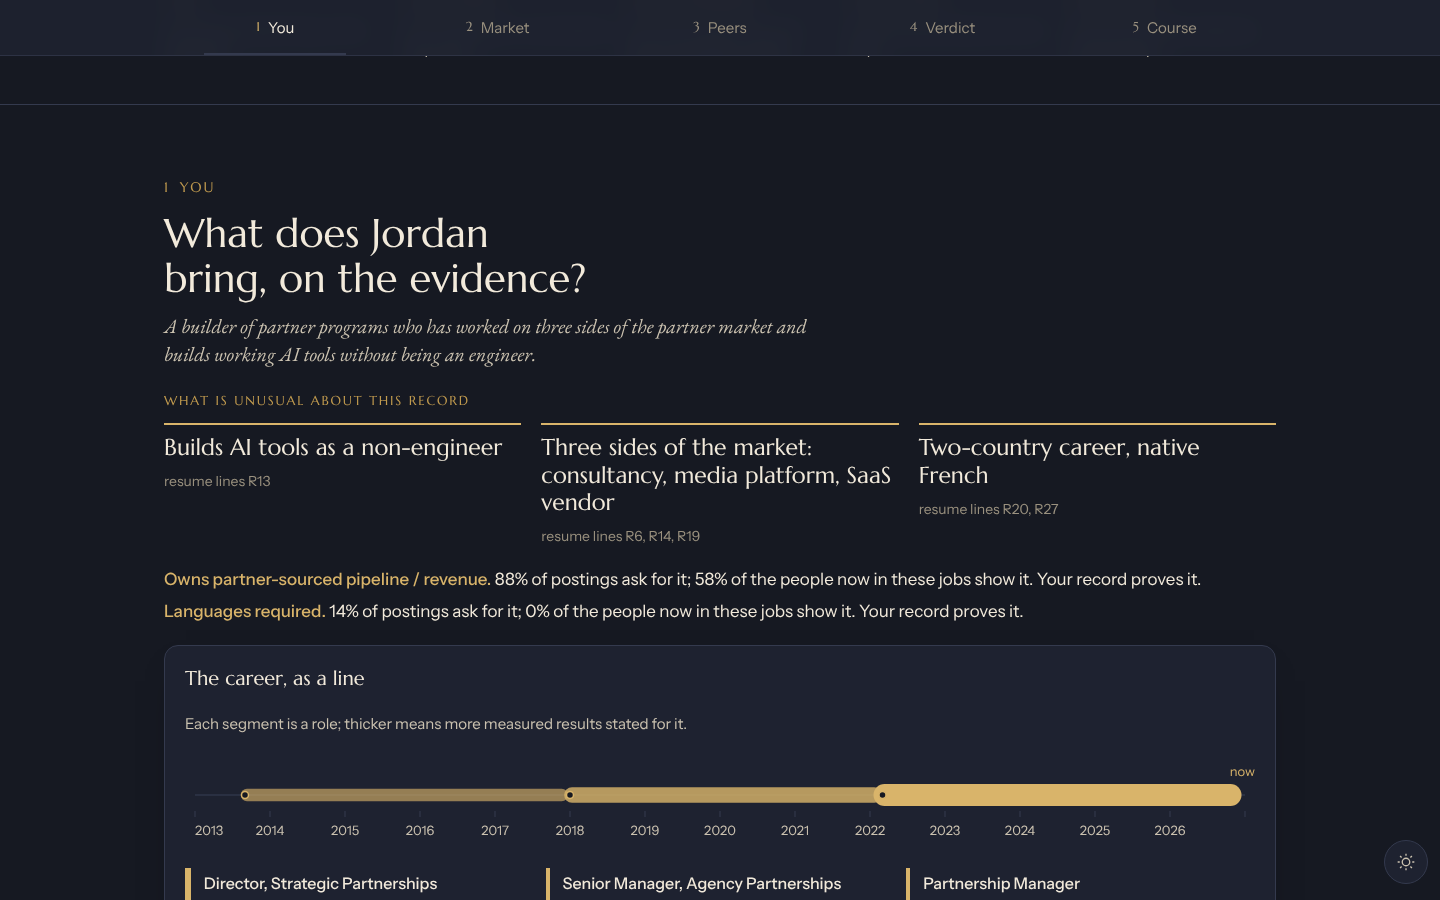 1 You
2 Market
3 Peers
4 Verdict
5 Course
1 YOU
What does Jordan
bring, on the evidence?
A builder of partner programs who has worked on three sides of the partner market and
builds working AI tools without being an engineer.
WHAT IS UNUSUAL ABOUT THIS RECORD
Builds AI tools as a non-engineer
resume lines R13
Three sides of the market:
consultancy, media platform, SaaS
vendor
resume lines R6, R14, R19
Two-country career, native
French
resume lines R20, R27
Owns partner-sourced pipeline / revenue. 88% of postings ask for it; 58% of the people now in these jobs show it. Your record proves it.
Languages required. 14% of postings ask for it; 0% of the people now in these jobs show it. Your record proves it.
The career, as a line
Each segment is a role; thicker means more measured results stated for it.
now
2013 2014 2015 2016 2017 2018 2019 2020 2021 2022 2023 2024 2025 2026
Director, Strategic Partnerships
Senior Manager, Agency Partnerships
Partnership Manager